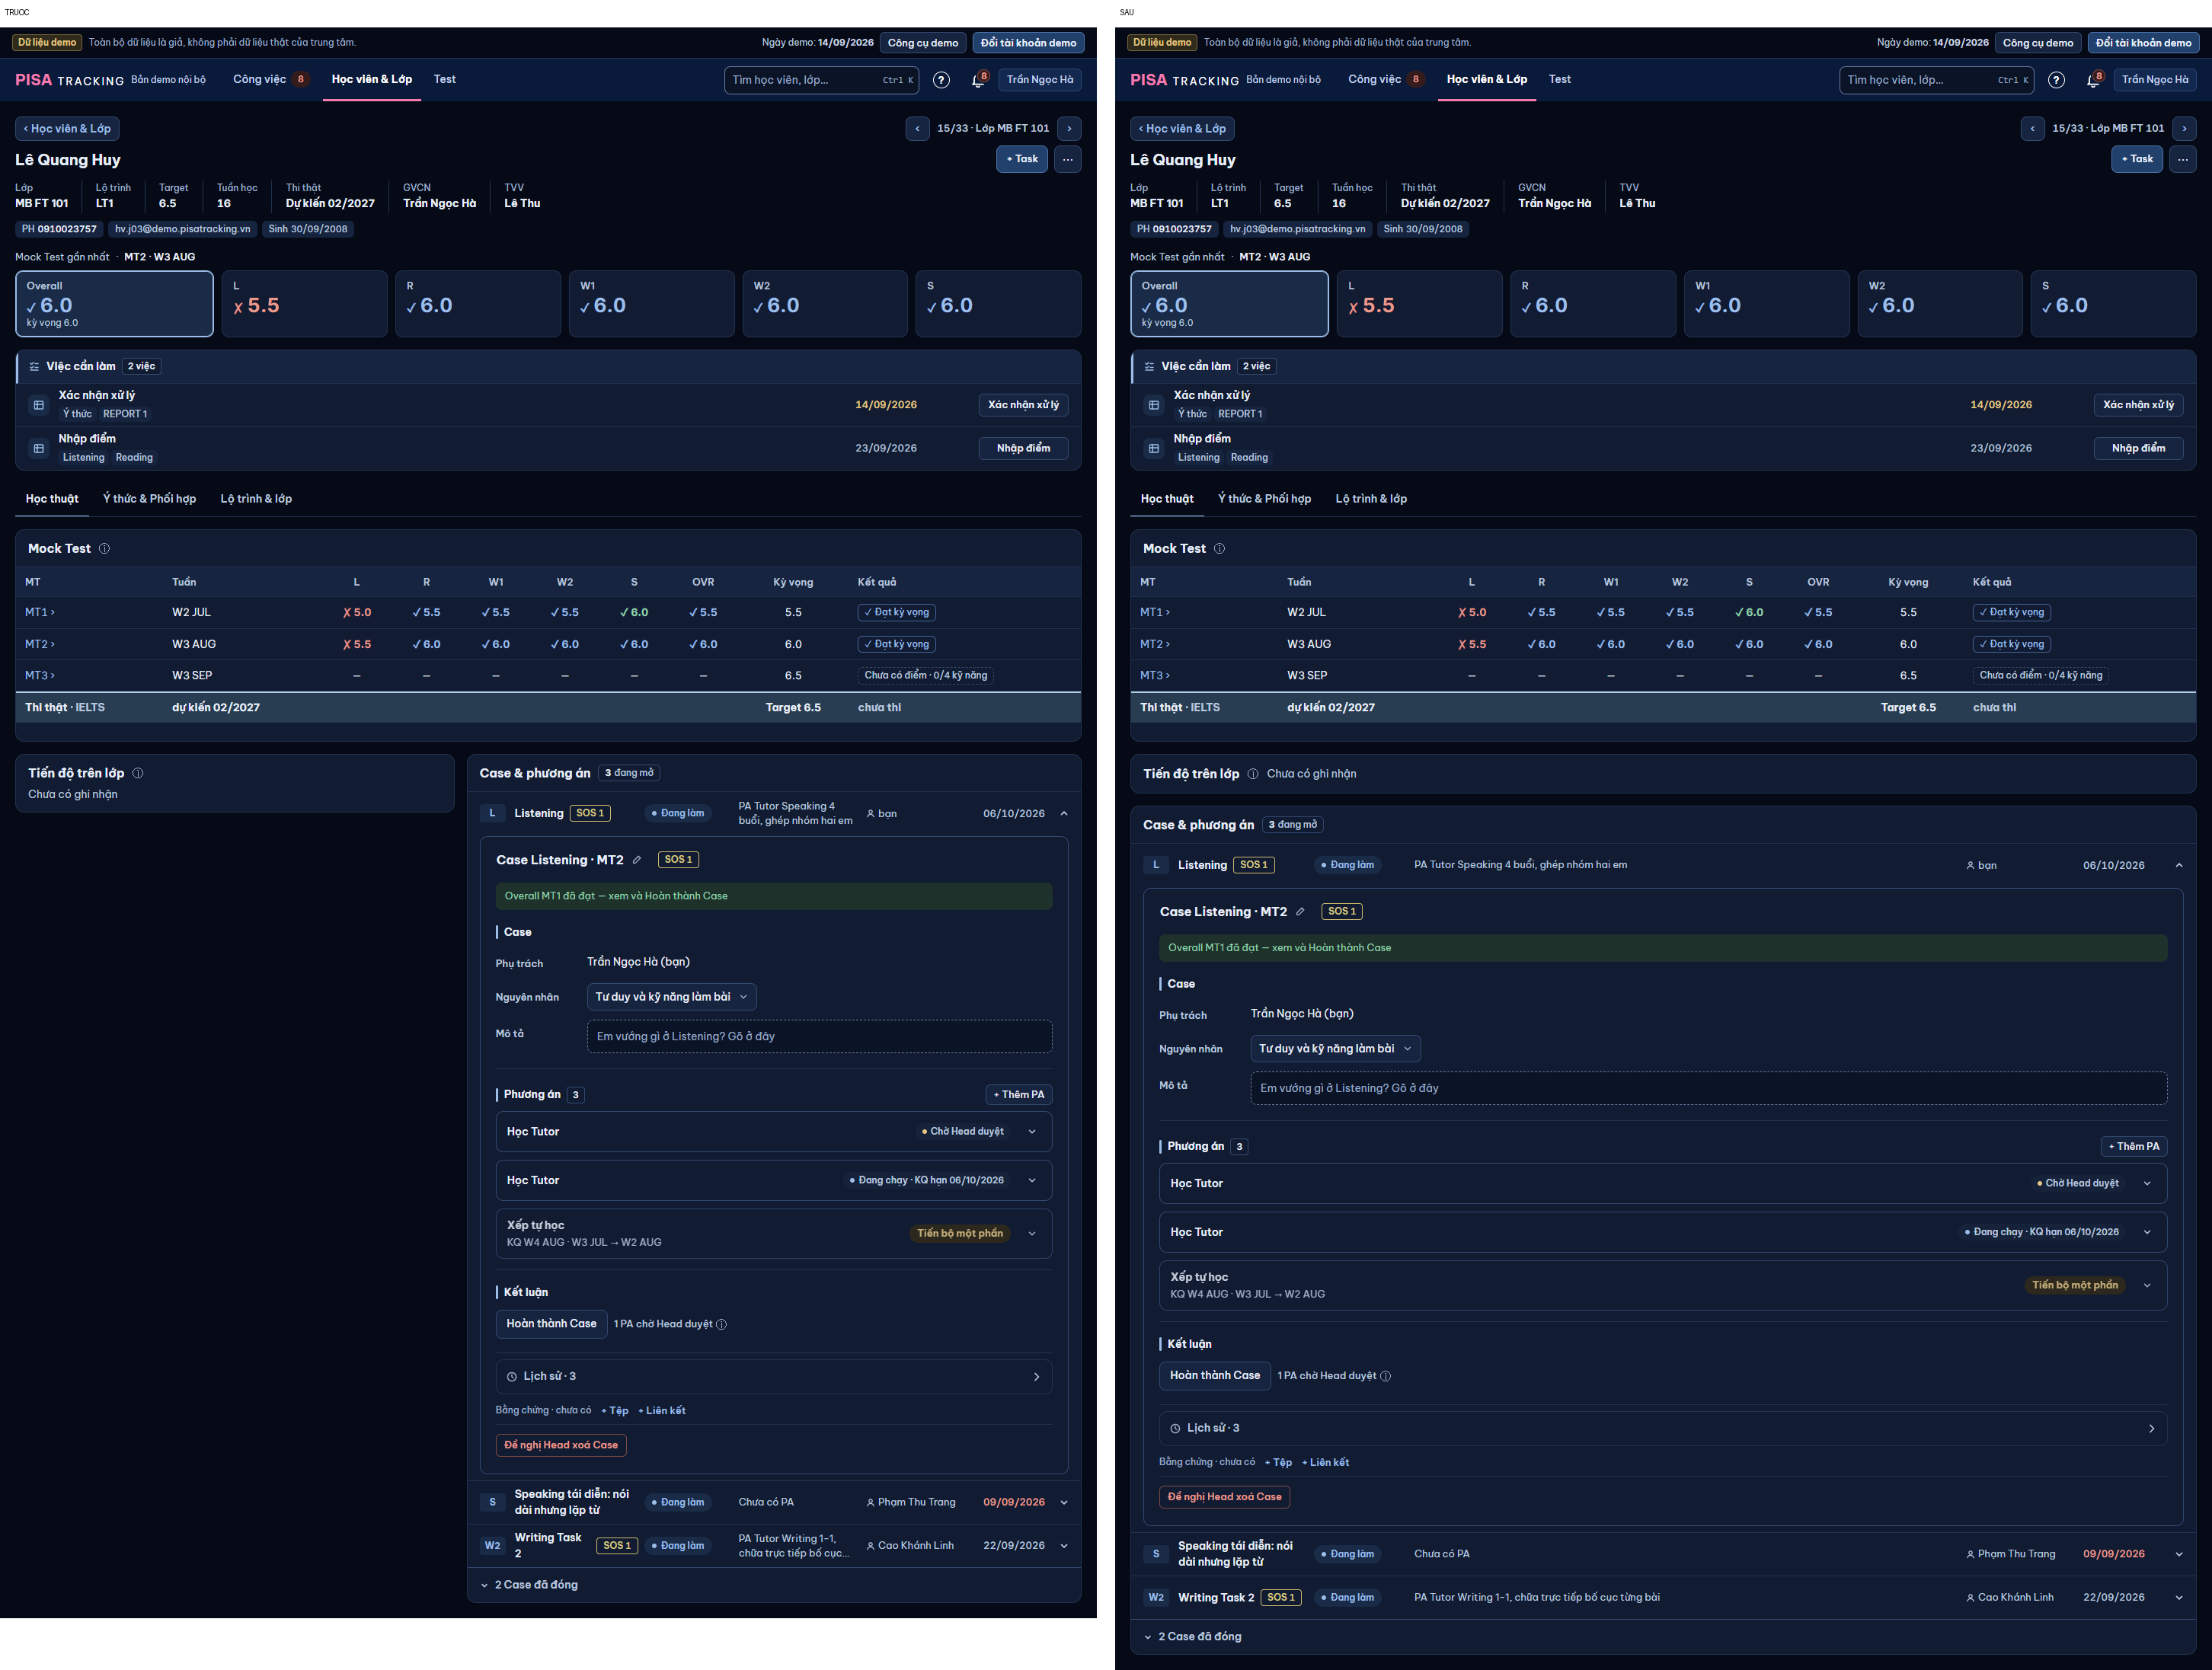 TRUOC
Dữ liệu demo Toàn bộ dữ liệu là giả, không phải dữ liệu thật của trung tâm. Ngày demo: 14/09/2026 Công cụ demo Đổi tài khoản demo
PISA TRACKING Bản demo nội bộ Công việc 8 Học viên & Lớp Test Tìm học viên, lớp... Ctrl K ? 8 Trần Ngọc Hà
‹ Học viên & Lớp ‹ 15/33 · Lớp MB FT 101 ›
Lê Quang Huy + Task ...
Lớp Lộ trình Target Tuần học Thi thật GVCN TVV
MB FT 101 LT1 6.5 16 Dự kiến 02/2027 Trần Ngọc Hà Lê Thu
PH 0910023757 hv.j03@demo.pisatracking.vn Sinh 30/09/2008
Mock Test gần nhất · MT2 · W3 AUG
Overall L R W1 W2 S
✓ 6.0 ✗ 5.5 ✓ 6.0 ✓ 6.0 ✓ 6.0 ✓ 6.0
kỳ vọng 6.0
Việc cần làm 2 việc
Xác nhận xử lý
Ý thức REPORT 1 14/09/2026 Xác nhận xử lý
Nhập điểm
Listening Reading 23/09/2026 Nhập điểm
Học thuật Ý thức & Phối hợp Lộ trình & lớp
Mock Test ⓘ
MT Tuần L R W1 W2 S OVR Kỳ vọng Kết quả
MT1 › W2 JUL ✗ 5.0 ✓ 5.5 ✓ 5.5 ✓ 5.5 ✓ 6.0 ✓ 5.5 5.5 ✓ Đạt kỳ vọng
MT2 › W3 AUG ✗ 5.5 ✓ 6.0 ✓ 6.0 ✓ 6.0 ✓ 6.0 ✓ 6.0 6.0 ✓ Đạt kỳ vọng
MT3 › W3 SEP — — — — — — 6.5 Chưa có điểm · 0/4 kỹ năng
Thi thật · IELTS dự kiến 02/2027 Target 6.5 chưa thi
Tiến độ trên lớp ⓘ
Chưa có ghi nhận
Case & phương án 3 đang mở
L Listening SOS 1 Đang làm PA Tutor Speaking 4
buổi, ghép nhóm hai em bạn 06/10/2026
Case Listening · MT2 SOS 1
Overall MT1 đã đạt — xem và Hoàn thành Case
Case
Phụ trách Trần Ngọc Hà (bạn)
Nguyên nhân Tư duy và kỹ năng làm bài
Mô tả Em vướng gì ở Listening? Gõ ở đây
Phương án 3 + Thêm PA
Học Tutor Chờ Head duyệt
Học Tutor Đang chạy · KQ hạn 06/10/2026
Xếp tự học
KQ W4 AUG · W3 JUL → W2 AUG Tiến bộ một phần
Kết luận
Hoàn thành Case 1 PA chờ Head duyệt ⓘ
Lịch sử · 3
Bằng chứng · chưa có + Tệp + Liên kết
Đề nghị Head xoá Case
S Speaking tái diễn: nói
dài nhưng lặp từ Đang làm Chưa có PA Phạm Thu Trang 09/09/2026
W2 Writing Task
2 SOS 1 Đang làm PA Tutor Writing 1-1,
chữa trực tiếp bố cục... Cao Khánh Linh 22/09/2026
2 Case đã đóng
SAU
Dữ liệu demo Toàn bộ dữ liệu là giả, không phải dữ liệu thật của trung tâm. Ngày demo: 14/09/2026 Công cụ demo Đổi tài khoản demo
PISA TRACKING Bản demo nội bộ Công việc 8 Học viên & Lớp Test Tìm học viên, lớp... Ctrl K ? 8 Trần Ngọc Hà
‹ Học viên & Lớp ‹ 15/33 · Lớp MB FT 101 ›
Lê Quang Huy + Task ...
Lớp Lộ trình Target Tuần học Thi thật GVCN TVV
MB FT 101 LT1 6.5 16 Dự kiến 02/2027 Trần Ngọc Hà Lê Thu
PH 0910023757 hv.j03@demo.pisatracking.vn Sinh 30/09/2008
Mock Test gần nhất · MT2 · W3 AUG
Overall L R W1 W2 S
✓ 6.0 ✗ 5.5 ✓ 6.0 ✓ 6.0 ✓ 6.0 ✓ 6.0
kỳ vọng 6.0
Việc cần làm 2 việc
Xác nhận xử lý
Ý thức REPORT 1 14/09/2026 Xác nhận xử lý
Nhập điểm
Listening Reading 23/09/2026 Nhập điểm
Học thuật Ý thức & Phối hợp Lộ trình & lớp
Mock Test ⓘ
MT Tuần L R W1 W2 S OVR Kỳ vọng Kết quả
MT1 › W2 JUL ✗ 5.0 ✓ 5.5 ✓ 5.5 ✓ 5.5 ✓ 6.0 ✓ 5.5 5.5 ✓ Đạt kỳ vọng
MT2 › W3 AUG ✗ 5.5 ✓ 6.0 ✓ 6.0 ✓ 6.0 ✓ 6.0 ✓ 6.0 6.0 ✓ Đạt kỳ vọng
MT3 › W3 SEP — — — — — — 6.5 Chưa có điểm · 0/4 kỹ năng
Thi thật · IELTS dự kiến 02/2027 Target 6.5 chưa thi
Tiến độ trên lớp ⓘ Chưa có ghi nhận
Case & phương án 3 đang mở
L Listening SOS 1 Đang làm PA Tutor Speaking 4 buổi, ghép nhóm hai em bạn 06/10/2026
Case Listening · MT2 SOS 1
Overall MT1 đã đạt — xem và Hoàn thành Case
Case
Phụ trách Trần Ngọc Hà (bạn)
Nguyên nhân Tư duy và kỹ năng làm bài
Mô tả Em vướng gì ở Listening? Gõ ở đây
Phương án 3 + Thêm PA
Học Tutor Chờ Head duyệt
Học Tutor Đang chạy · KQ hạn 06/10/2026
Xếp tự học
KQ W4 AUG · W3 JUL → W2 AUG Tiến bộ một phần
Kết luận
Hoàn thành Case 1 PA chờ Head duyệt ⓘ
Lịch sử · 3
Bằng chứng · chưa có + Tệp + Liên kết
Đề nghị Head xoá Case
S Speaking tái diễn: nói
dài nhưng lặp từ Đang làm Chưa có PA Phạm Thu Trang 09/09/2026
W2 Writing Task 2 SOS 1 Đang làm PA Tutor Writing 1-1, chữa trực tiếp bố cục từng bài Cao Khánh Linh 22/09/2026
2 Case đã đóng